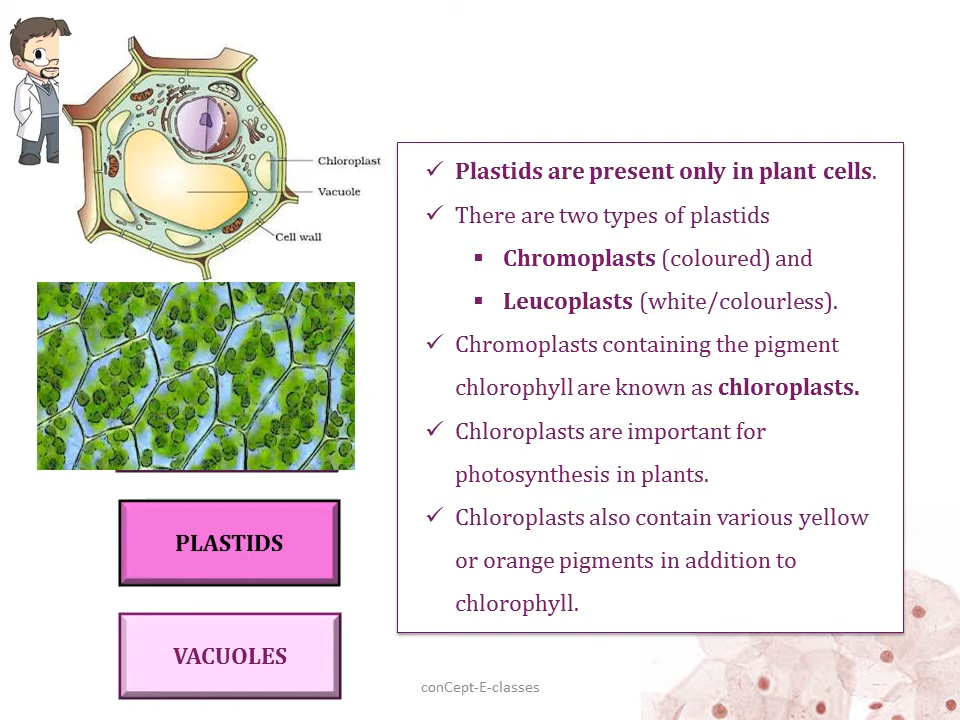 Chloroplast
Vacuole
Cell wall
PLASTIDS
VACUOLES
✓ Plastids are present only in plant cells.
✓ There are two types of plastids
▪ Chromoplasts (coloured) and
▪ Leucoplasts (white/colourless).
✓ Chromoplasts containing the pigment
chlorophyll are known as chloroplasts.
✓ Chloroplasts are important for
photosynthesis in plants.
✓ Chloroplasts also contain various yellow
or orange pigments in addition to
chlorophyll.
conCept-E-classes